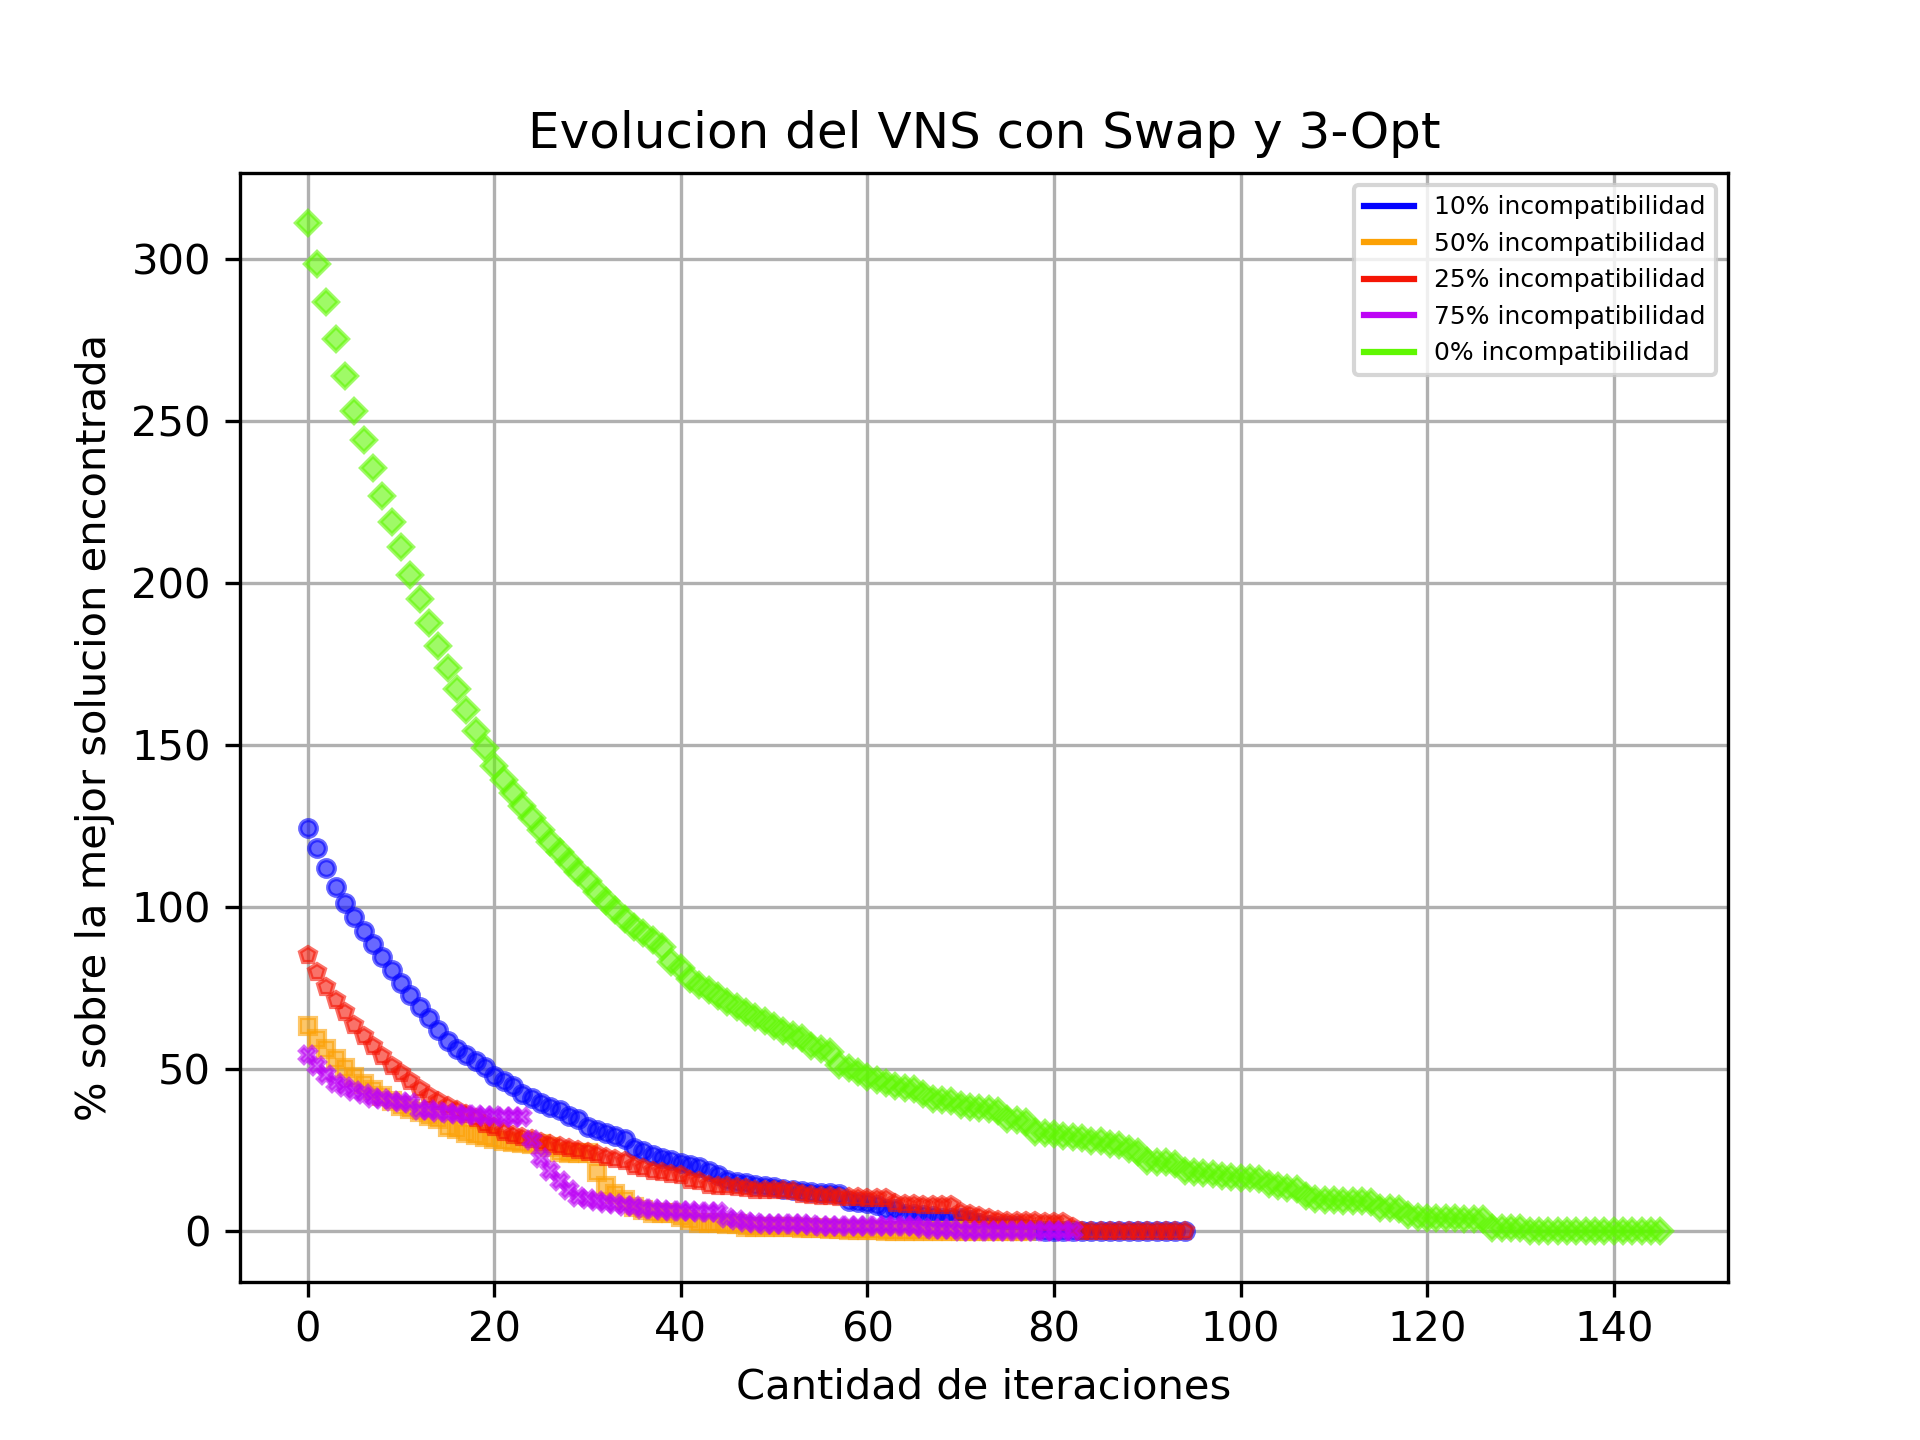 Evolucion del VNS con Swap y 3-Opt
10% incompatibilidad
50% incompatibilidad
25% incompatibilidad
75% incompatibilidad
0% incompatibilidad
% sobre la mejor solucion encontrada
300
250
200
150
100
50
0
0 20 40 60 80 100 120 140
Cantidad de iteraciones